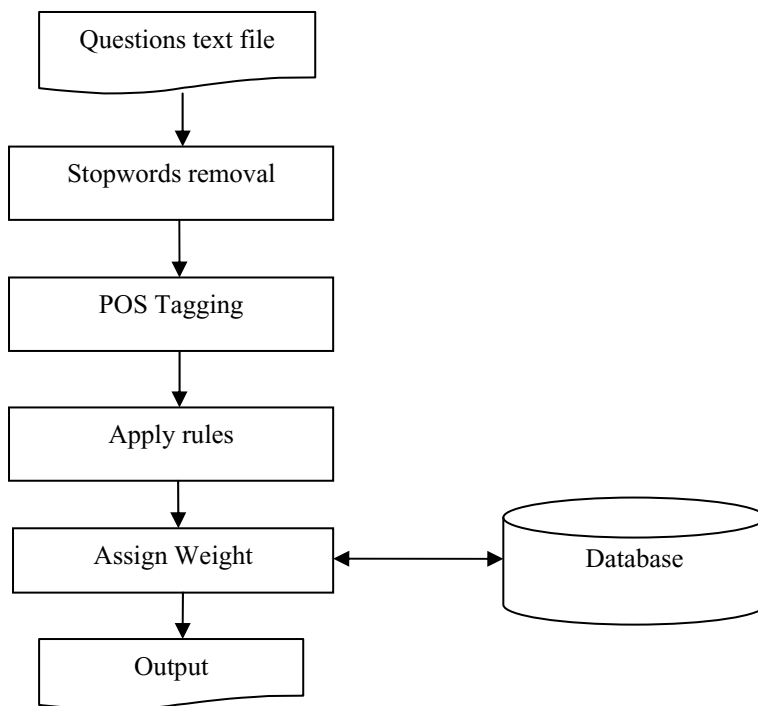 Questions text file
Stopwords removal
POS Tagging
Apply rules
Assign Weight
Database
Output